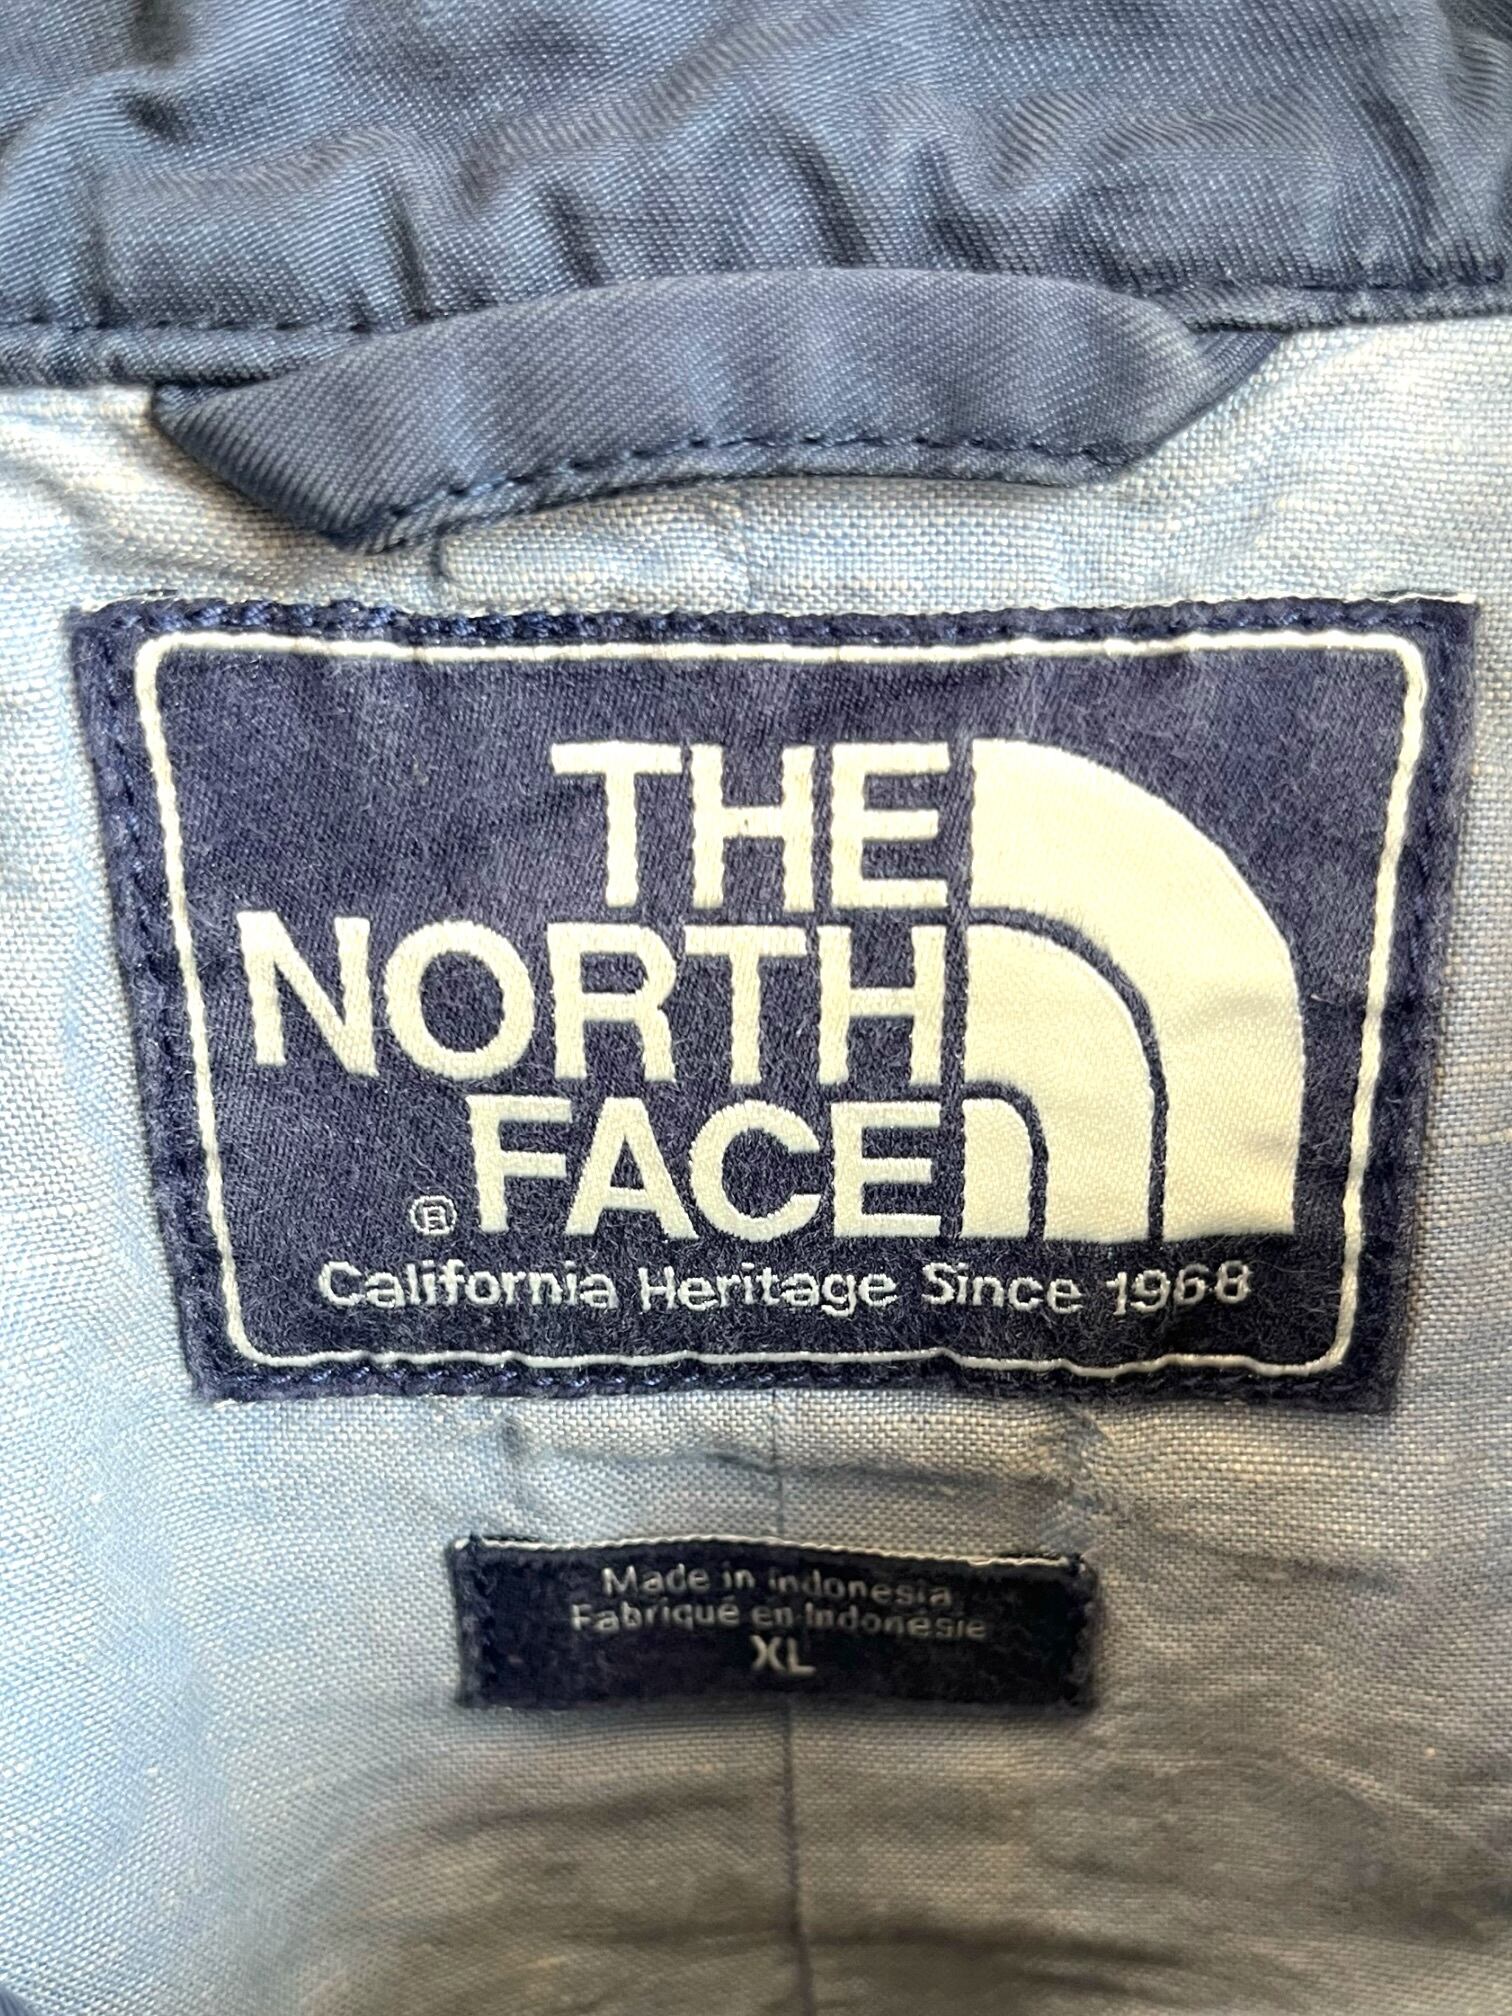 THE
NORTH
FACE
®
California Heritage Since 1968
Made in Indonesia
Fabriqué en Indonésie
XL